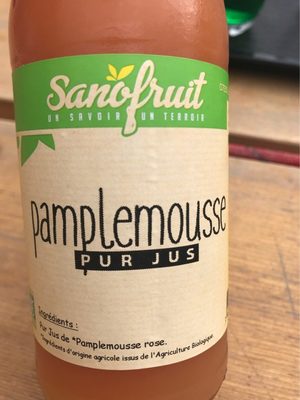 Sanofruit
UN SAVOIR UN TERROIR
pamplemousse
PUR JUS
Ingrédients :
Pur Jus de *Pamplemousse rose.
*Ingrédients d'origine agricole issus de l'Agriculture Biologique.